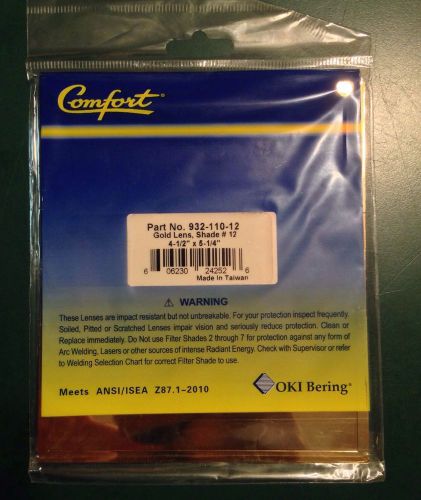 Comfort®
Part No. 932-110-12
Gold Lens, Shade # 12
4-1/2" x 5-1/4"
Made In Taiwan
6 06230 24252 6
⚠ WARNING
These Lenses are impact resistant but not unbreakable. For your protection inspect frequently.
Soiled, Pitted or Scratched Lenses impair vision and seriously reduce protection. Clean or
Replace immediately. Do Not use Filter Shades 2 through 7 for protection against any form of
Arc Welding, Lasers or other sources of intense Radiant Energy. Check with Supervisor or refer
to Welding Selection Chart for correct Filter Shade to use.
Meets ANSI/ISEA Z87.1-2010
OKI Bering®